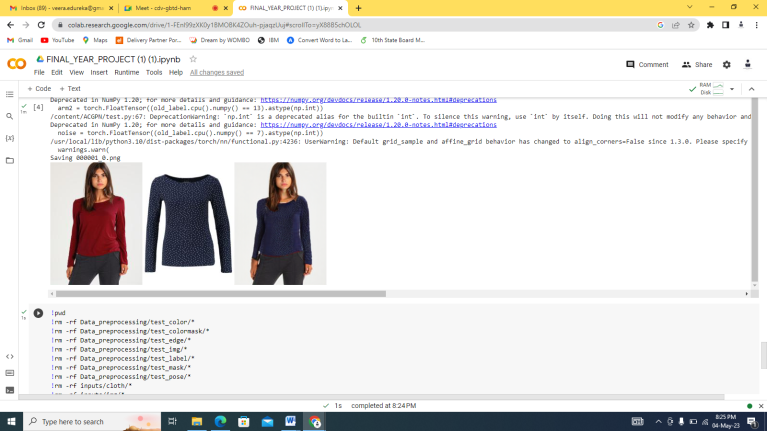 Inbox (89) - veera.edureka@gma
Meet - cdv-gbtd-ham
FINAL_YEAR_PROJECT (1) (1).ipynb
colab.research.google.com/drive/
Gmail
YouTube
Maps
Delivery Partner Por...
Dream by WOMBO
IBM
Convert Word to La...
10th State Board M...
FINAL_YEAR_PROJECT (1) (1).ipynb
Comment
Share
File Edit View Insert Runtime Tools Help All changes saved
+ Code + Text
RAM
Disk
[4]
Deprecated in NumPy 1.20; for more details and guidance: https://numpy.org/devdocs/release/1.20.0-notes.html#deprecations
arm2 = torch.FloatTensor((old_label.cpu().numpy() == 13).astype(np.int))
/content/ACGPN/test.py:67: DeprecationWarning: `np.int` is a deprecated alias for the builtin `int`. To silence this warning, use `int` by itself. Doing this will not modify any behavior and
Deprecated in NumPy 1.20; for more details and guidance: https://numpy.org/devdocs/release/1.20.0-notes.html#deprecations
noise = torch.FloatTensor((old_label.cpu().numpy() == 7).astype(np.int))
/usr/local/lib/python3.10/dist-packages/torch/nn/functional.py:4236: UserWarning: Default grid_sample and affine_grid behavior has changed to align_corners=False since 1.3.0. Please specify
warnings.warn(
Saving 000001_0.png
1s
!pwd
!rm -rf Data_preprocessing/test_color/*
!rm -rf Data_preprocessing/test_colormask/*
!rm -rf Data_preprocessing/test_edge/*
!rm -rf Data_preprocessing/test_img/*
!rm -rf Data_preprocessing/test_label/*
!rm -rf Data_preprocessing/test_mask/*
!rm -rf Data_preprocessing/test_pose/*
!rm -rf inputs/cloth/*
1s completed at 8:24 PM
Type here to search
8:25 PM
04-May-23